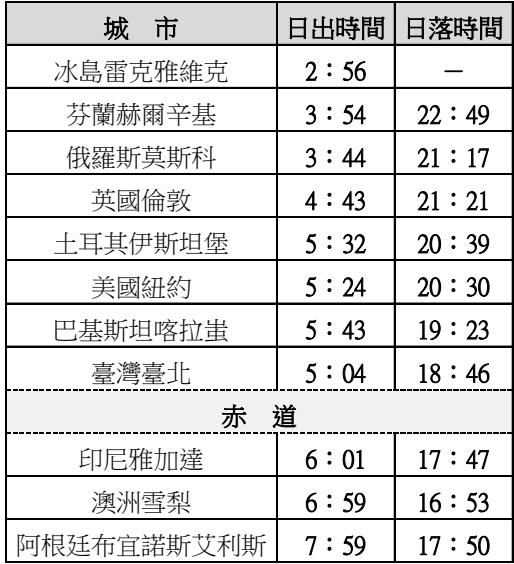 城 市 日出時間 日落時間
冰島雷克雅維克 2：56 －
芬蘭赫爾辛基 3：54 22：49
俄羅斯莫斯科 3：44 21：17
英國倫敦 4：43 21：21
土耳其伊斯坦堡 5：32 20：39
美國紐約 5：24 20：30
巴基斯坦喀拉蚩 5：43 19：23
臺灣臺北 5：04 18：46
赤 道
印尼雅加達 6：01 17：47
澳洲雪梨 6：59 16：53
阿根廷布宜諾斯艾利斯 7：59 17：50